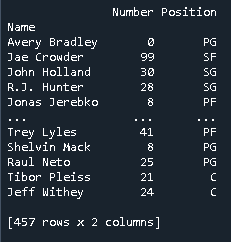 Number Position
Name
Avery Bradley 0 PG
Jae Crowder 99 SF
John Holland 30 SG
R.J. Hunter 28 SG
Jonas Jerebko 8 PF
... ... ...
Trey Lyles 41 PF
Shelvin Mack 8 PG
Raul Neto 25 PG
Tibor Pleiss 21 C
Jeff Withey 24 C
[457 rows x 2 columns]